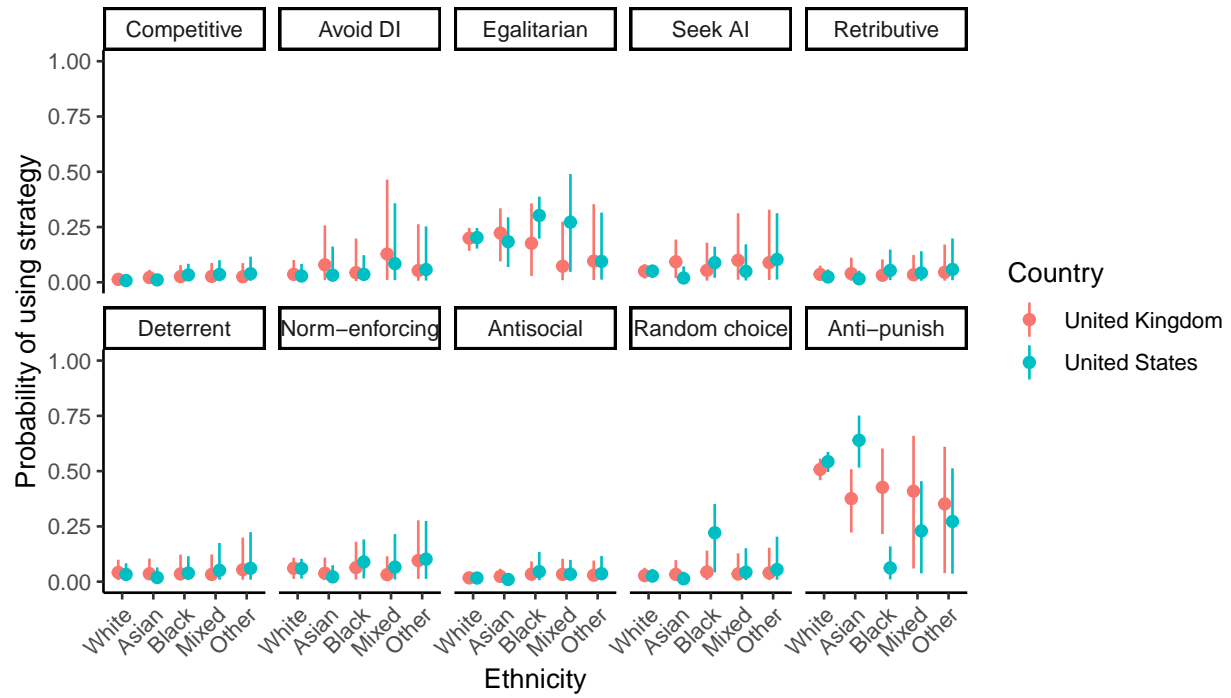 Competitive Avoid DI Egalitarian Seek AI Retributive
1.00
0.75
0.50
0.25
0.00
Deterrent Norm−enforcing Antisocial Random choice Anti−punish
1.00
0.75
0.50
0.25
0.00
White Asian Black Mixed Other White Asian Black Mixed Other White Asian Black Mixed Other White Asian Black Mixed Other White Asian Black Mixed Other
Ethnicity
Probability of using strategy
Country
United Kingdom
United States